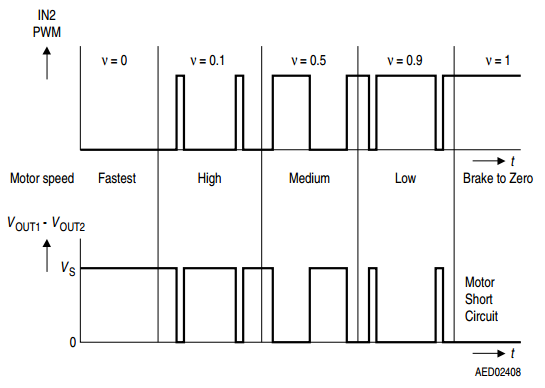 IN2
PWM
ν = 0
ν = 0.1
ν = 0.5
ν = 0.9
ν = 1
t
Motor speed
Fastest
High
Medium
Low
Brake to Zero
VOUT1 - VOUT2
VS
Motor
Short
Circuit
0
t
AED02408